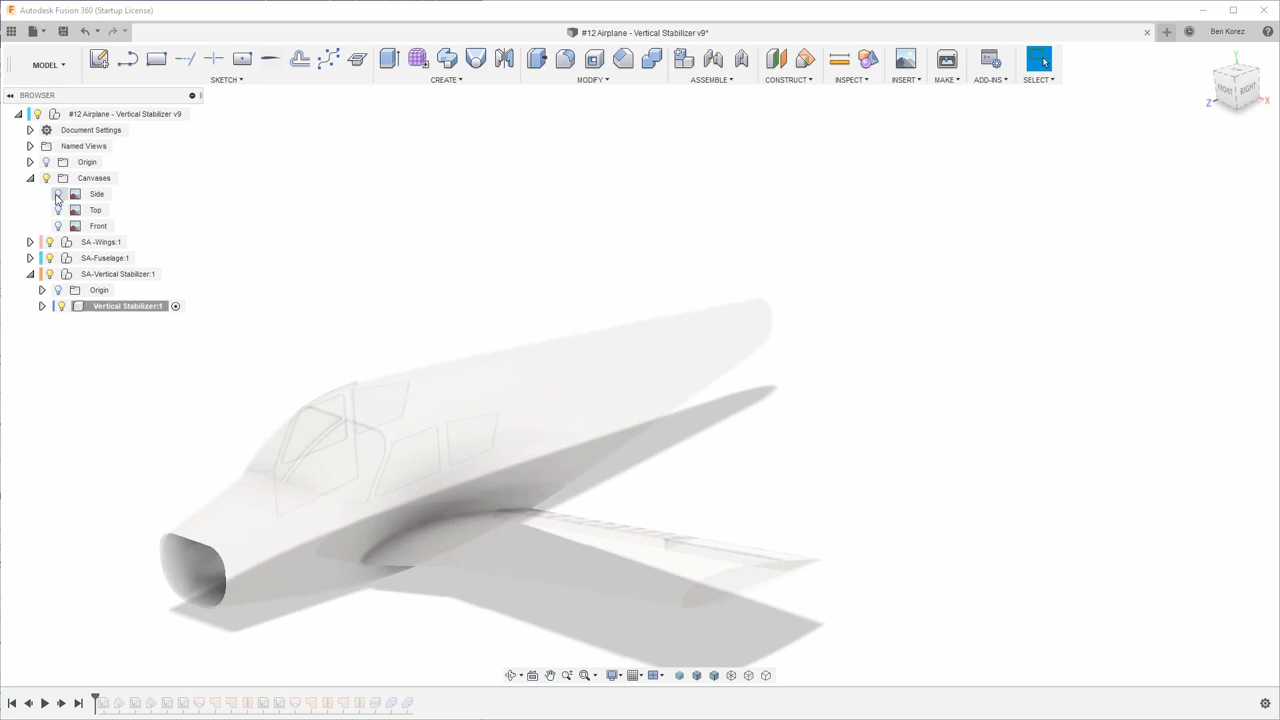 Autodesk Fusion 360 (Startup License)
#12 Airplane - Vertical Stabilizer v9*
Ben Korez
MODEL
SKETCH
CREATE
MODIFY
ASSEMBLE
CONSTRUCT
INSPECT
INSERT
MAKE
ADD-INS
SELECT
BROWSER
#12 Airplane - Vertical Stabilizer v9
Document Settings
Named Views
Origin
Canvases
Side
Top
Front
SA -Wings:1
SA-Fuselage:1
SA-Vertical Stabilizer:1
Origin
Vertical Stabilizer:1
Y
FRONT
RIGHT
Z
X